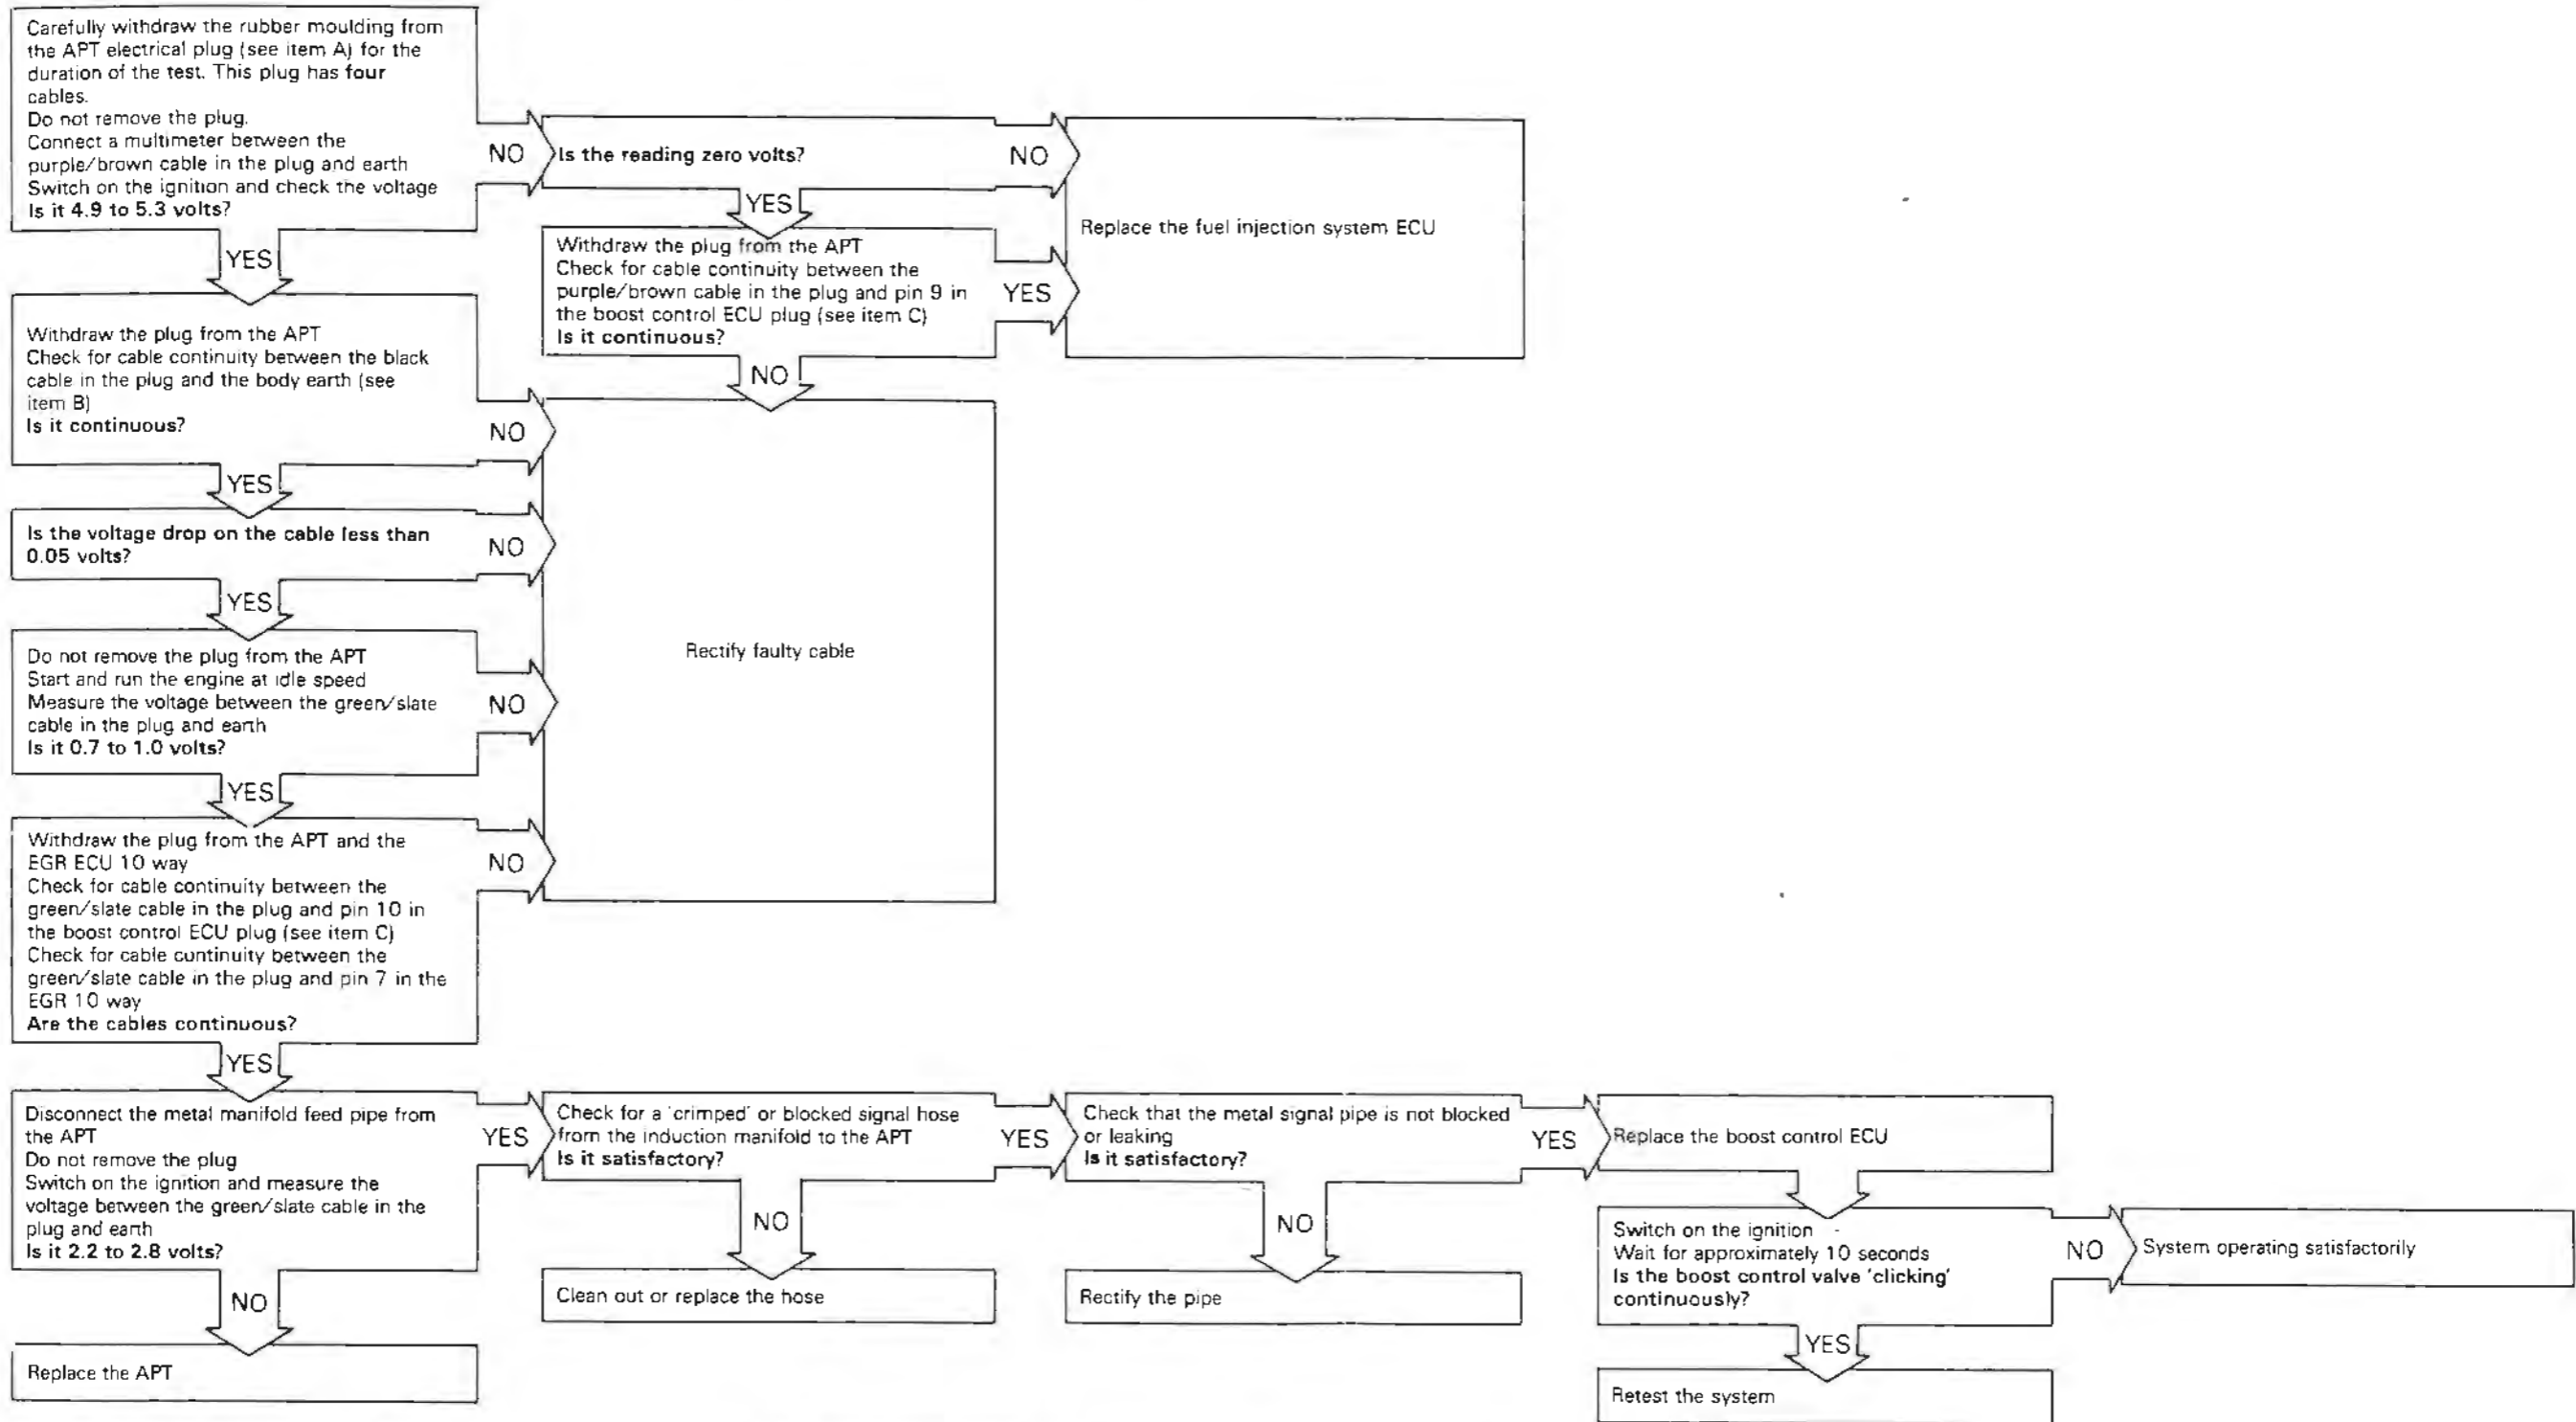 Carefully withdraw the rubber moulding from
the APT electrical plug (see item A) for the
duration of the test. This plug has four
cables.
Do not remove the plug.
Connect a multimeter between the
purple/brown cable in the plug and earth
Switch on the ignition and check the voltage
Is it 4.9 to 5.3 volts?
NO
Is the reading zero volts?
NO
Replace the fuel injection system ECU
YES
Withdraw the plug from the APT
Check for cable continuity between the
purple/brown cable in the plug and pin 9 in
the boost control ECU plug (see item C)
Is it continuous?
YES
NO
YES
Withdraw the plug from the APT
Check for cable continuity between the black
cable in the plug and the body earth (see
item B)
Is it continuous?
NO
Rectify faulty cable
YES
Is the voltage drop on the cable less than
0.05 volts?
NO
YES
Do not remove the plug from the APT
Start and run the engine at idle speed
Measure the voltage between the green/slate
cable in the plug and earth
Is it 0.7 to 1.0 volts?
NO
YES
Withdraw the plug from the APT and the
EGR ECU 10 way
Check for cable continuity between the
green/slate cable in the plug and pin 10 in
the boost control ECU plug (see item C)
Check for cable continuity between the
green/slate cable in the plug and pin 7 in the
EGR 10 way
Are the cables continuous?
NO
YES
Disconnect the metal manifold feed pipe from
the APT
Do not remove the plug
Switch on the ignition and measure the
voltage between the green/slate cable in the
plug and earth
Is it 2.2 to 2.8 volts?
YES
Check for a 'crimped' or blocked signal hose
from the induction manifold to the APT
Is it satisfactory?
YES
Check that the metal signal pipe is not blocked
or leaking
Is it satisfactory?
YES
Replace the boost control ECU
NO
Replace the APT
NO
Clean out or replace the hose
NO
Rectify the pipe
Switch on the ignition
Wait for approximately 10 seconds
Is the boost control valve 'clicking'
continuously?
NO
System operating satisfactorily
YES
Retest the system